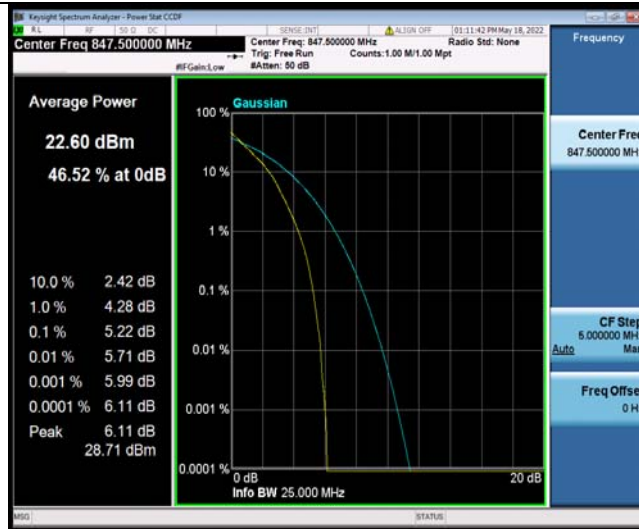 Keysight Spectrum Analyzer - Power Stat CCDF
RL RF 50 Ω DC SENSE:INT ALIGN OFF 01:11:42 PM May 18, 2022
Center Freq 847.500000 MHz
Center Freq: 847.500000 MHz Radio Std: None
Trig: Free Run Counts:1.00 M/1.00 Mpt
#IFGain:Low #Atten: 50 dB
Frequency
Average Power
22.60 dBm
46.52 % at 0dB
10.0 % 2.42 dB
1.0 % 4.28 dB
0.1 % 5.22 dB
0.01 % 5.71 dB
0.001 % 5.99 dB
0.0001 % 6.11 dB
Peak 6.11 dB
28.71 dBm
Gaussian
100 %
10 %
1 %
0.1 %
0.01 %
0.001 %
0.0001 %
0 dB 20 dB
Info BW 25.000 MHz
Center Fre
847.500000 MH
CF Step
5.000000 MH
Auto Ma
Freq Offse
0 H
MSG STATUS